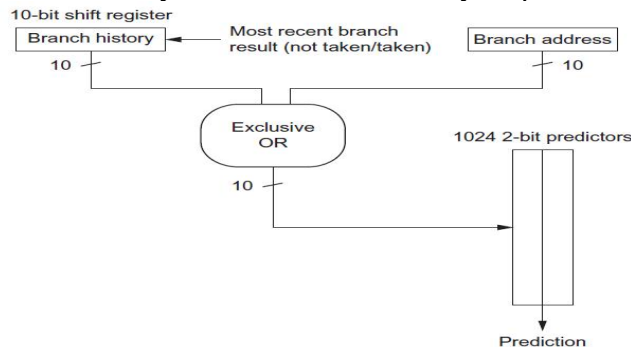 10-bit shift register
Branch history
Most recent branch
result (not taken/taken)
Branch address
10
10
Exclusive
OR
1024 2-bit predictors
10
Prediction